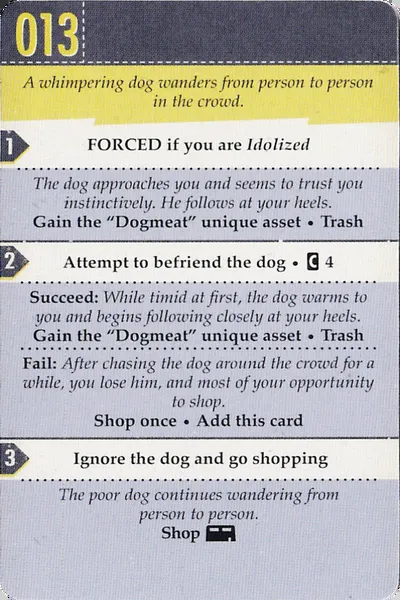 013
A whimpering dog wanders from person to person
in the crowd.
1
FORCED if you are Idolized
The dog approaches you and seems to trust you
instinctively. He follows at your heels.
Gain the “Dogmeat” unique asset • Trash
2
Attempt to befriend the dog • C 4
Succeed: While timid at first, the dog warms to
you and begins following closely at your heels.
Gain the “Dogmeat” unique asset • Trash
Fail: After chasing the dog around the crowd for a
while, you lose him, and most of your opportunity
to shop.
Shop once • Add this card
3
Ignore the dog and go shopping
The poor dog continues wandering from
person to person.
Shop